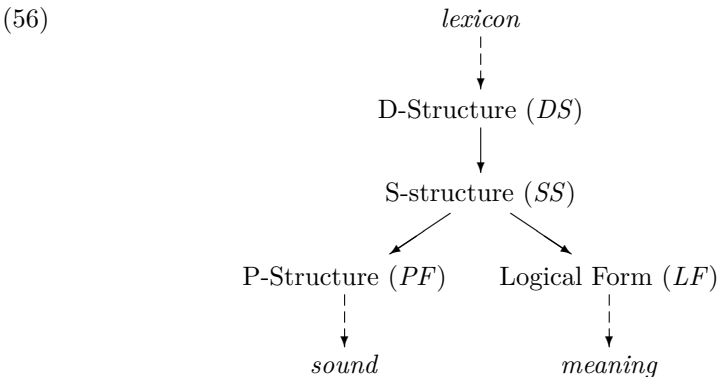 (56) lexicon
D-Structure (DS)
S-structure (SS)
P-Structure (PF) Logical Form (LF)
sound meaning